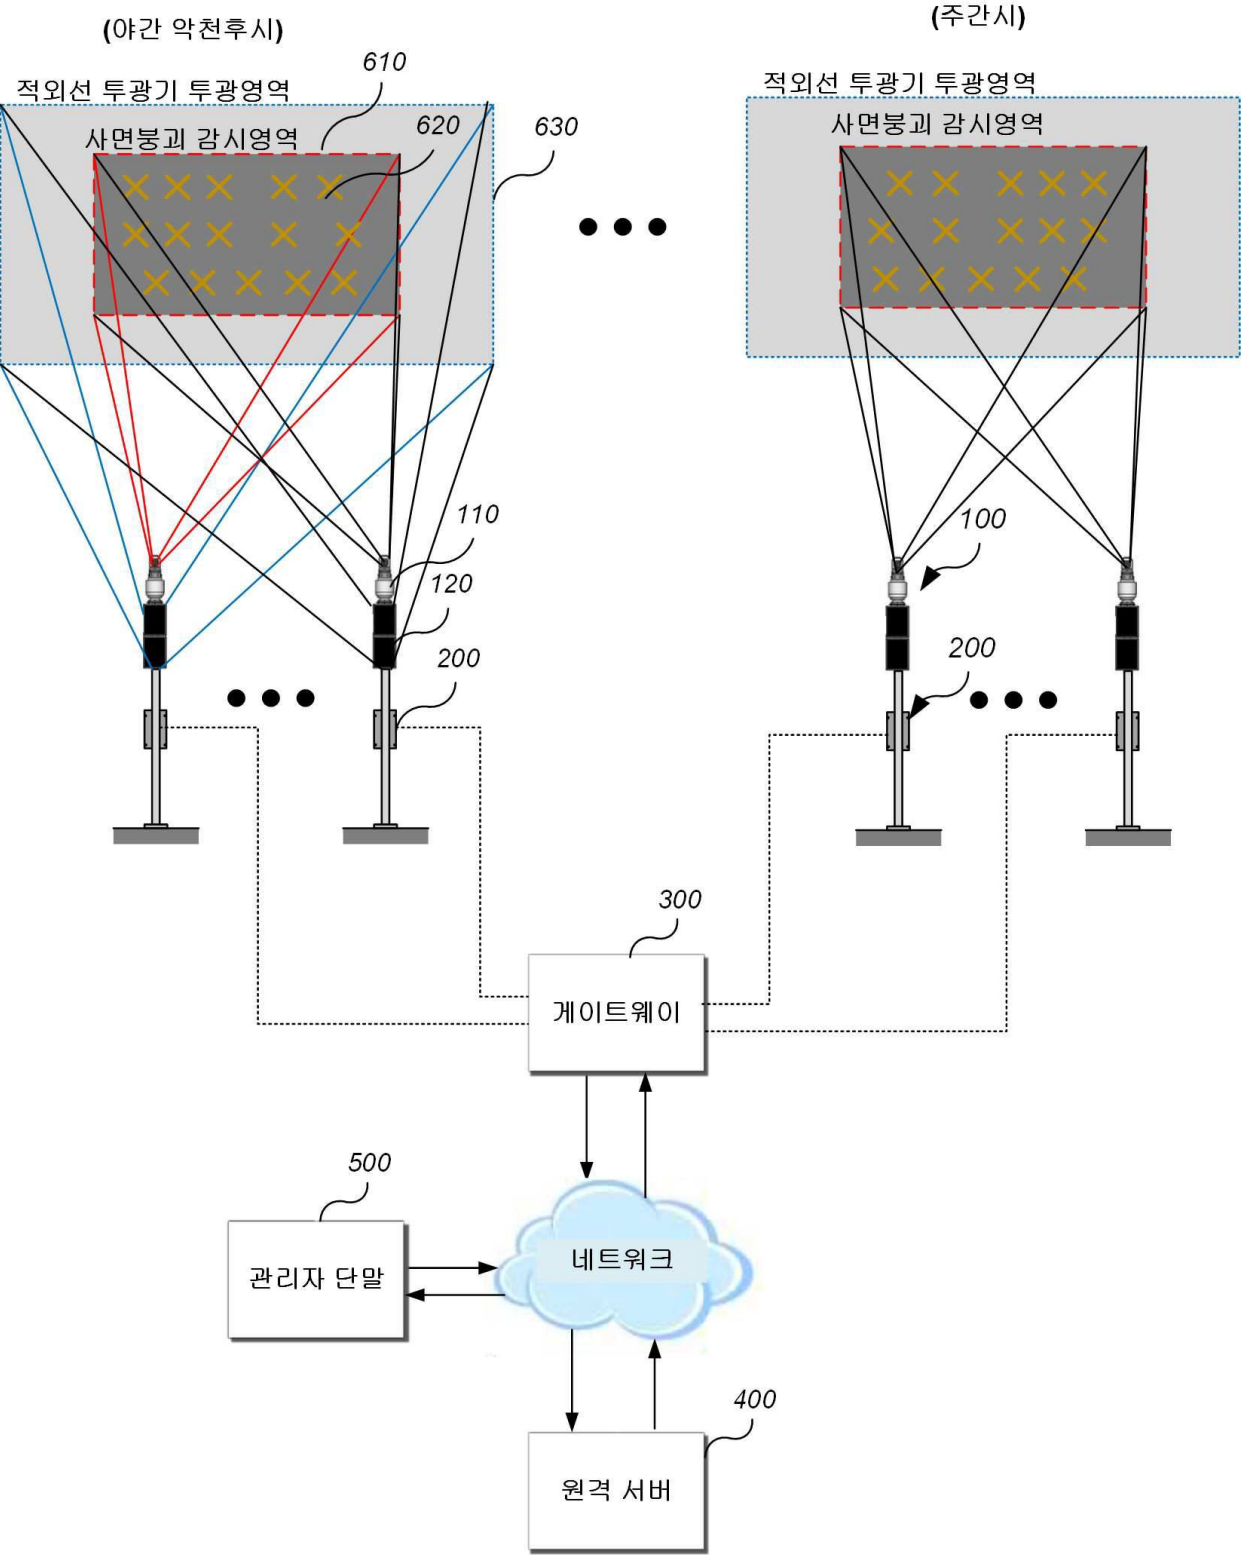 (야간 악천후시)
(주간시)
610
적외선 투광기 투광영역
적외선 투광기 투광영역
620
630
사면붕괴 감시영역
사면붕괴 감시영역
110
100
120
200
200
300
게이트웨이
500
네트워크
관리자 단말
400
원격 서버